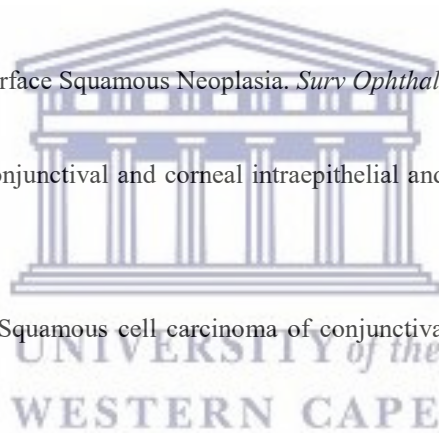 rface Squamous Neoplasia. Surv Ophthal
onjunctival and corneal intraepithelial and
Squamous cell carcinoma of conjunctiva
UNIVERSITY of the
WESTERN CAPE